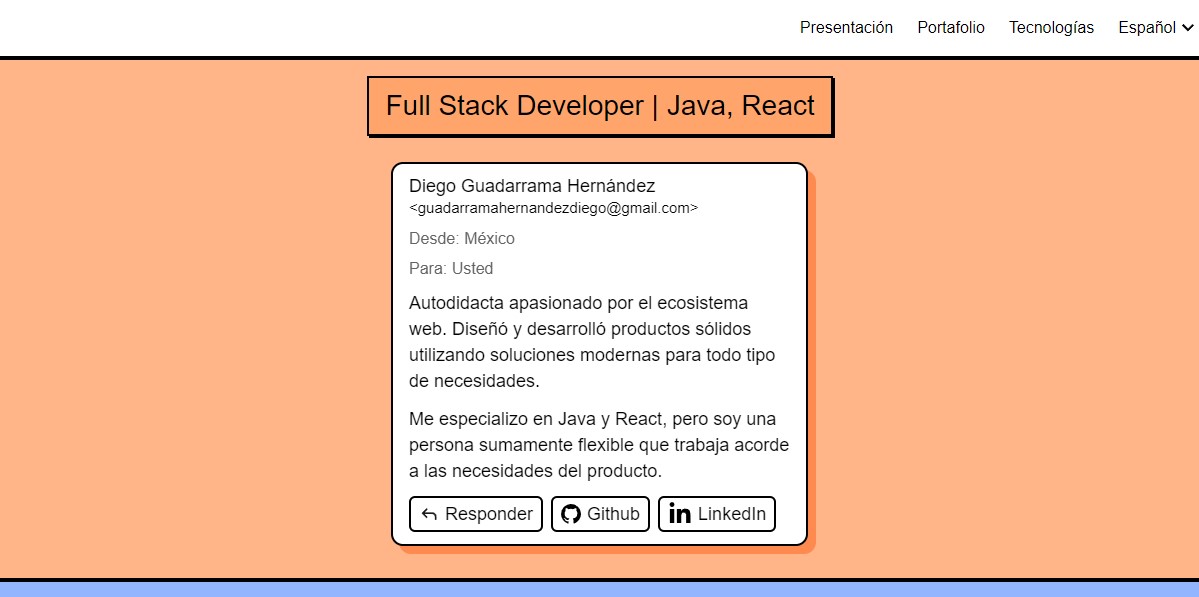 Presentación Portafolio Tecnologías Español
Full Stack Developer | Java, React
Diego Guadarrama Hernández
<guadarramahernandezdiego@gmail.com>
Desde: México
Para: Usted
Autodidacta apasionado por el ecosistema
web. Diseñó y desarrolló productos sólidos
utilizando soluciones modernas para todo tipo
de necesidades.
Me especializo en Java y React, pero soy una
persona sumamente flexible que trabaja acorde
a las necesidades del producto.
Responder Github LinkedIn